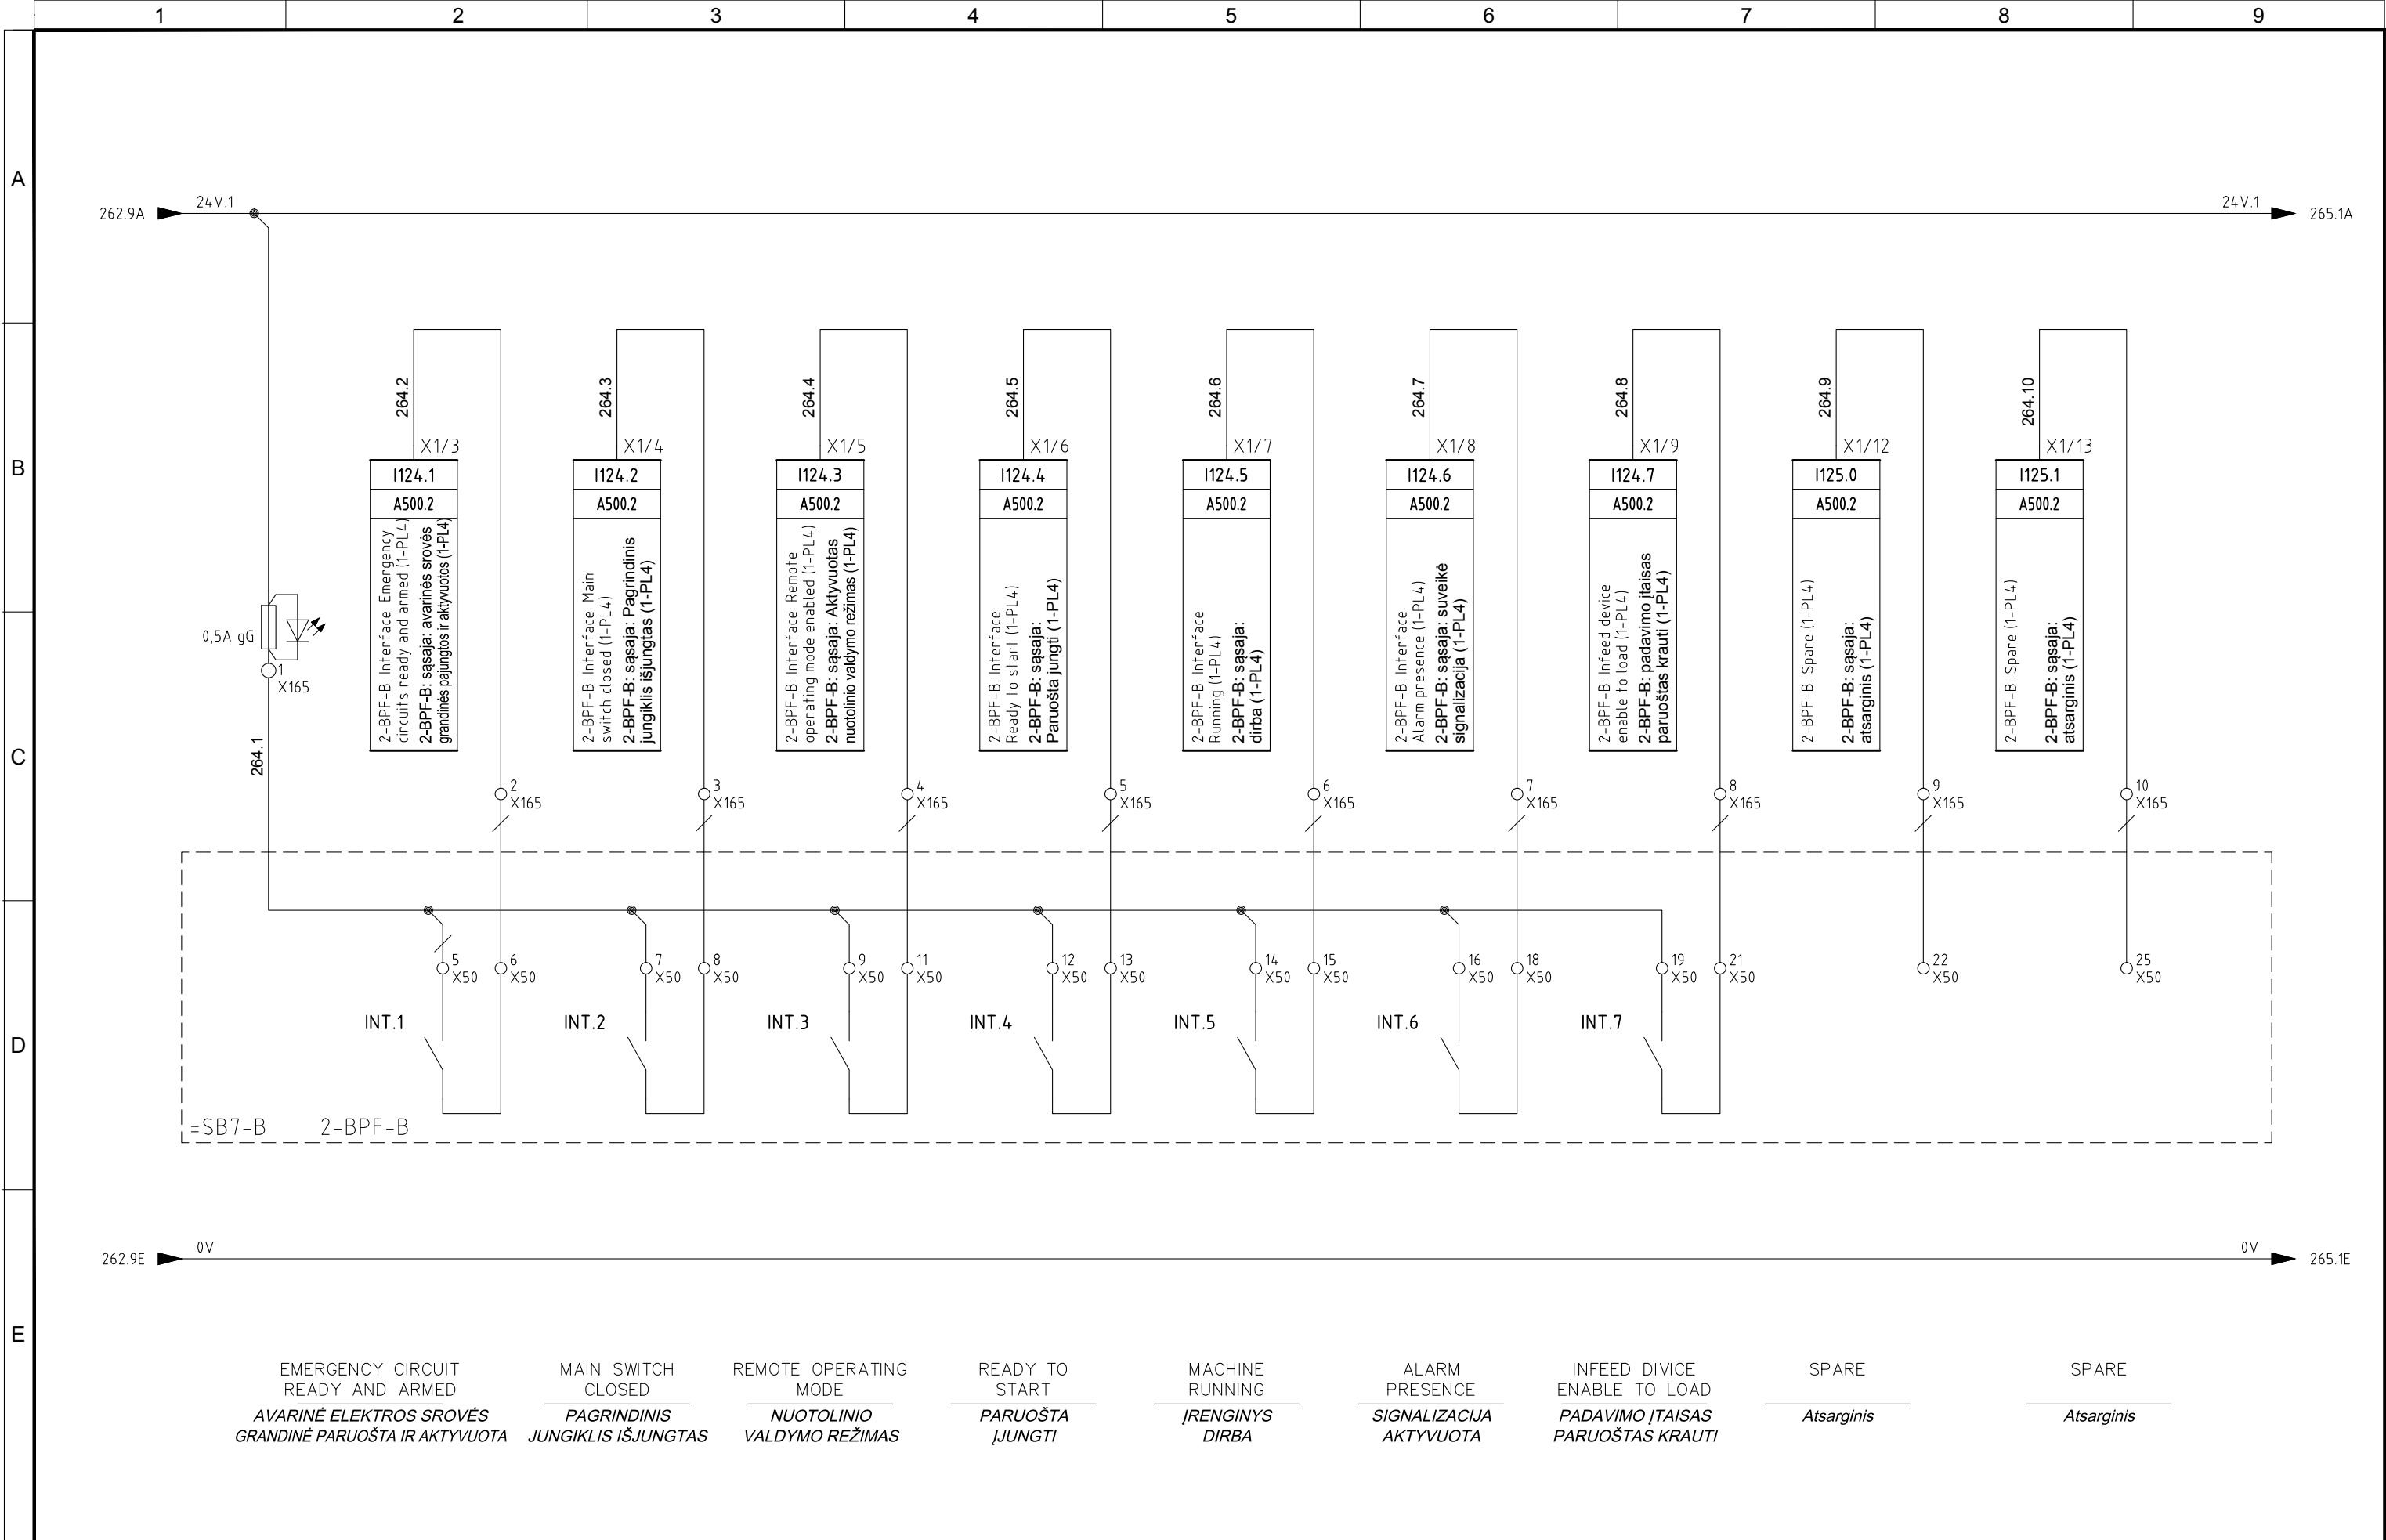 1 2 3 4 5 6 7 8 9
A
24V.1 24V.1
262.9A 265.1A
264.2 264.3 264.4 264.5 264.6 264.7 264.8 264.9 264.10
B
X1/3 X1/4 X1/5 X1/6 X1/7 X1/8 X1/9 X1/12 X1/13
I124.1 I124.2 I124.3 I124.4 I124.5 I124.6 I124.7 I125.0 I125.1
A500.2 A500.2 A500.2 A500.2 A500.2 A500.2 A500.2 A500.2 A500.2
2-BPF-B: Interface: Emergency
circuits ready and armed (1-PL4)
2-BPF-B: sąsaja: avarinės srovės
grandinės pajungtos ir aktyvuotos (1-PL4)
2-BPF-B: Interface: Main
switch closed (1-PL4)
2-BPF-B: sąsaja: Pagrindinis
jungiklis išjungtas (1-PL4)
2-BPF-B: Interface: Remote
operating mode enabled (1-PL4)
2-BPF-B: sąsaja: Aktyvuotas
nuotolinio valdymo režimas (1-PL4)
2-BPF-B: Interface:
Ready to start (1-PL4)
2-BPF-B: sąsaja:
Paruošta įjungti (1-PL4)
2-BPF-B: Interface:
Running (1-PL4)
2-BPF-B: sąsaja:
dirba (1-PL4)
2-BPF-B: Interface:
Alarm presence (1-PL4)
2-BPF-B: sąsaja: suveikė
signalizacija (1-PL4)
2-BPF-B: Infeed device
enable to load (1-PL4)
2-BPF-B: padavimo įtaisas
paruoštas krauti (1-PL4)
2-BPF-B: Spare (1-PL4)
2-BPF-B: sąsaja:
atsarginis (1-PL4)
2-BPF-B: Spare (1-PL4)
2-BPF-B: sąsaja:
atsarginis (1-PL4)
0,5A gG
1
X165
264.1
C
2 3 4 5 6 7 8 9 10
X165 X165 X165 X165 X165 X165 X165 X165 X165
5 6 7 8 9 11 12 13 14 15 16 18 19 21 22 25
X50 X50 X50 X50 X50 X50 X50 X50 X50 X50 X50 X50 X50 X50 X50 X50
INT.1 INT.2 INT.3 INT.4 INT.5 INT.6 INT.7
D
=SB7-B 2-BPF-B
0V 0V
262.9E 265.1E
E
EMERGENCY CIRCUIT
READY AND ARMED
AVARINĖ ELEKTROS SROVĖS
GRANDINĖ PARUOŠTA IR AKTYVUOTA
MAIN SWITCH
CLOSED
PAGRINDINIS
JUNGIKLIS IŠJUNGTAS
REMOTE OPERATING
MODE
NUOTOLINIO
VALDYMO REŽIMAS
READY TO
START
PARUOŠTA
ĮJUNGTI
MACHINE
RUNNING
ĮRENGINYS
DIRBA
ALARM
PRESENCE
SIGNALIZACIJA
AKTYVUOTA
INFEED DIVICE
ENABLE TO LOAD
PADAVIMO ĮTAISAS
PARUOŠTAS KRAUTI
SPARE
Atsarginis
SPARE
Atsarginis